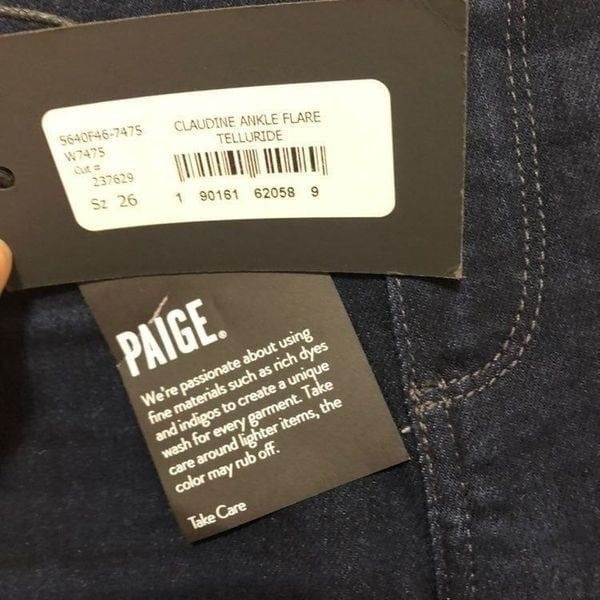 5640F46-7475
W7475
Cut #
237629
Sz 26
CLAUDINE ANKLE FLARE
TELLURIDE
1 90161 62058 9
PAIGE®
We're passionate about using
fine materials such as rich dyes
and indigos to create a unique
wash for every garment. Take
care around lighter items, the
color may rub off.
Take Care